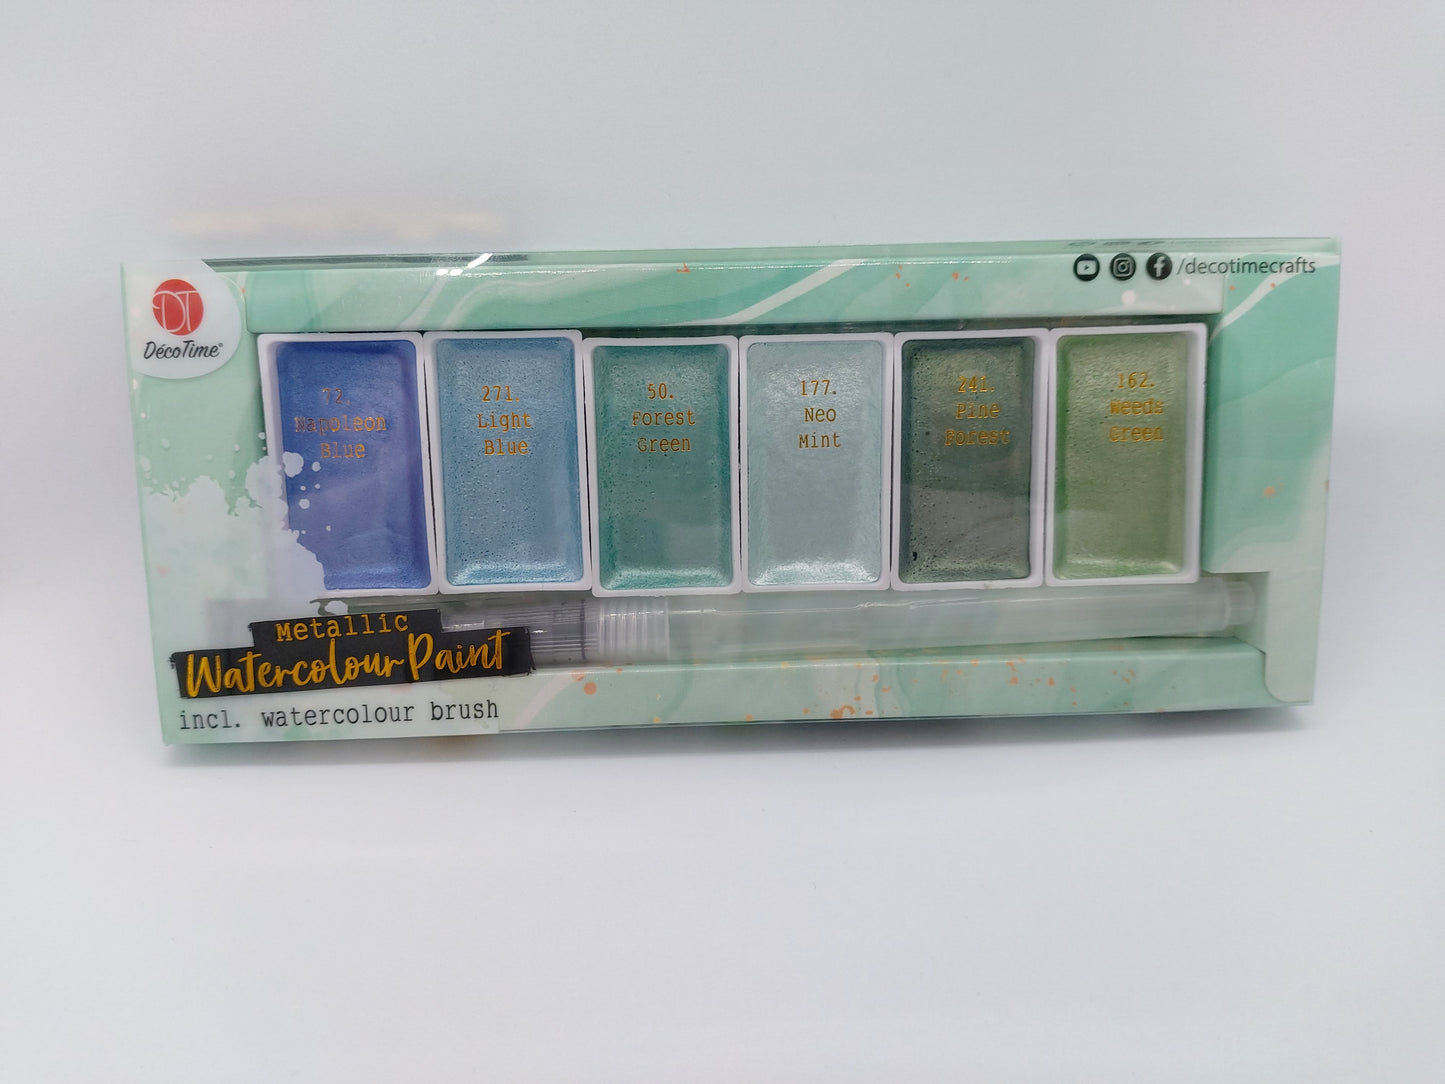 DT
DécoTime®
/decotimecrafts
72.
Napoleon
Blue
271.
Light
Blue
50.
Forest
Green
177.
Neo
Mint
241.
Pine
Forest
162.
Weeds
Green
Metallic
Watercolour Paint
incl. watercolour brush